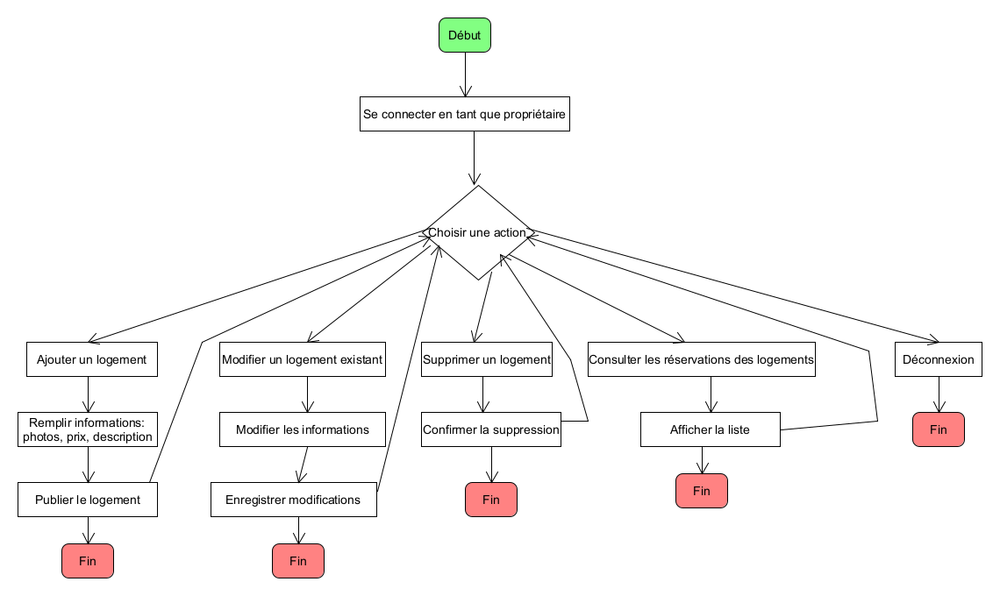 Début
Se connecter en tant que propriétaire
Choisir une action
Ajouter un logement
Modifier un logement existant
Supprimer un logement
Consulter les réservations des logements
Déconnexion
Remplir informations:
photos, prix, description
Modifier les informations
Confirmer la suppression
Afficher la liste
Fin
Publier le logement
Enregistrer modifications
Fin
Fin
Fin
Fin